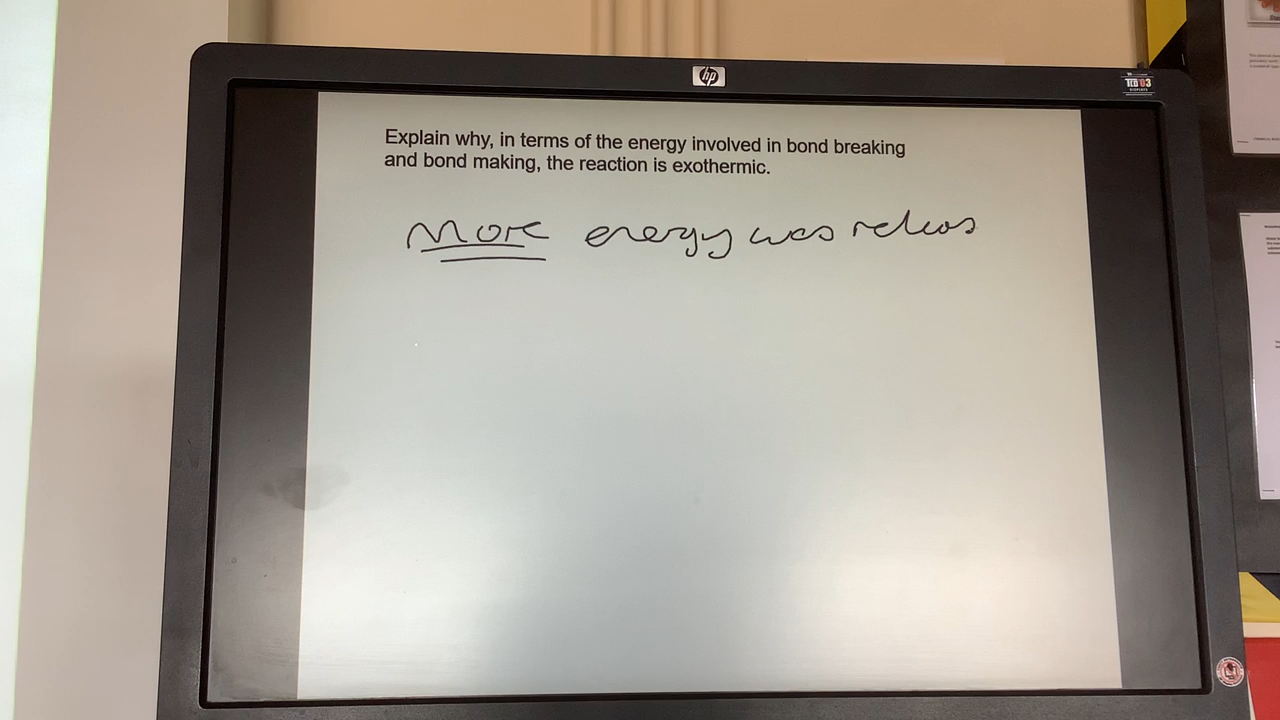 hp
Explain why, in terms of the energy involved in bond breaking
and bond making, the reaction is exothermic.
More energy was releas